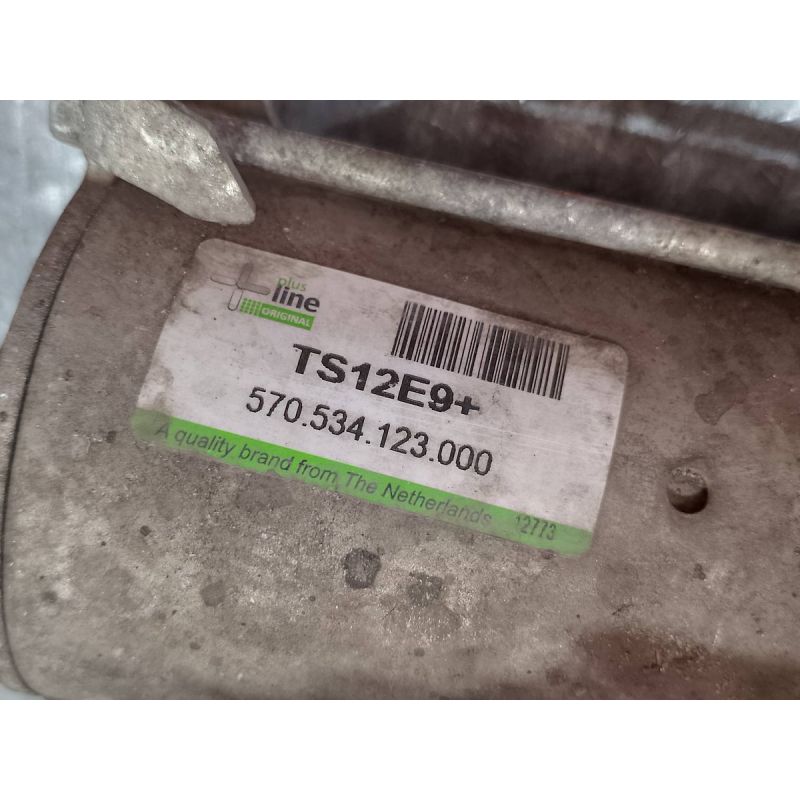 plus
line
ORIGINAL
TS12E9+
570.534.123.000
A quality brand from The Netherlands 12773